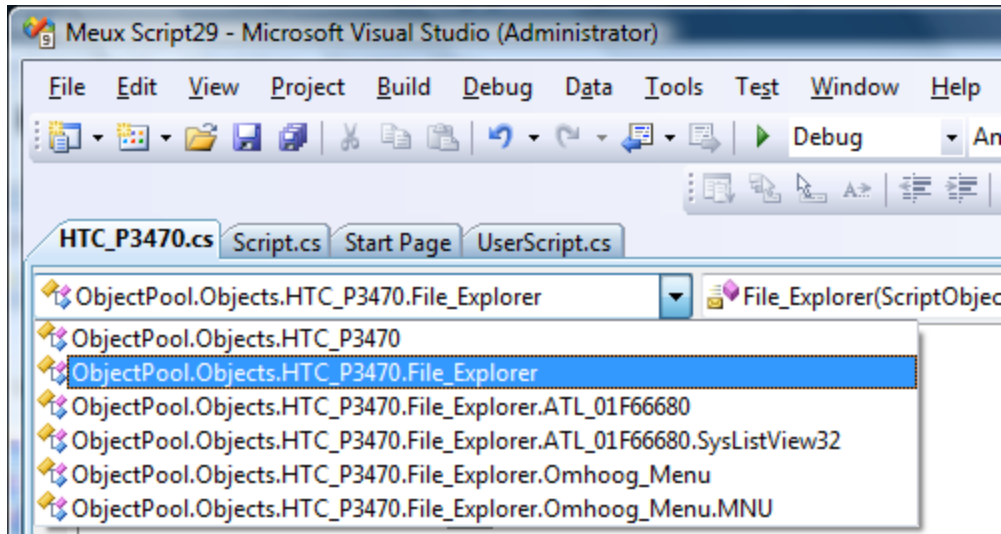 Meux Script29 - Microsoft Visual Studio (Administrator)
File Edit View Project Build Debug Data Tools Test Window Help
Debug An
HTC_P3470.cs Script.cs Start Page UserScript.cs
ObjectPool.Objects.HTC_P3470.File_Explorer File_Explorer(ScriptObjec
ObjectPool.Objects.HTC_P3470
ObjectPool.Objects.HTC_P3470.File_Explorer
ObjectPool.Objects.HTC_P3470.File_Explorer.ATL_01F66680
ObjectPool.Objects.HTC_P3470.File_Explorer.ATL_01F66680.SysListView32
ObjectPool.Objects.HTC_P3470.File_Explorer.Omhoog_Menu
ObjectPool.Objects.HTC_P3470.File_Explorer.Omhoog_Menu.MNU